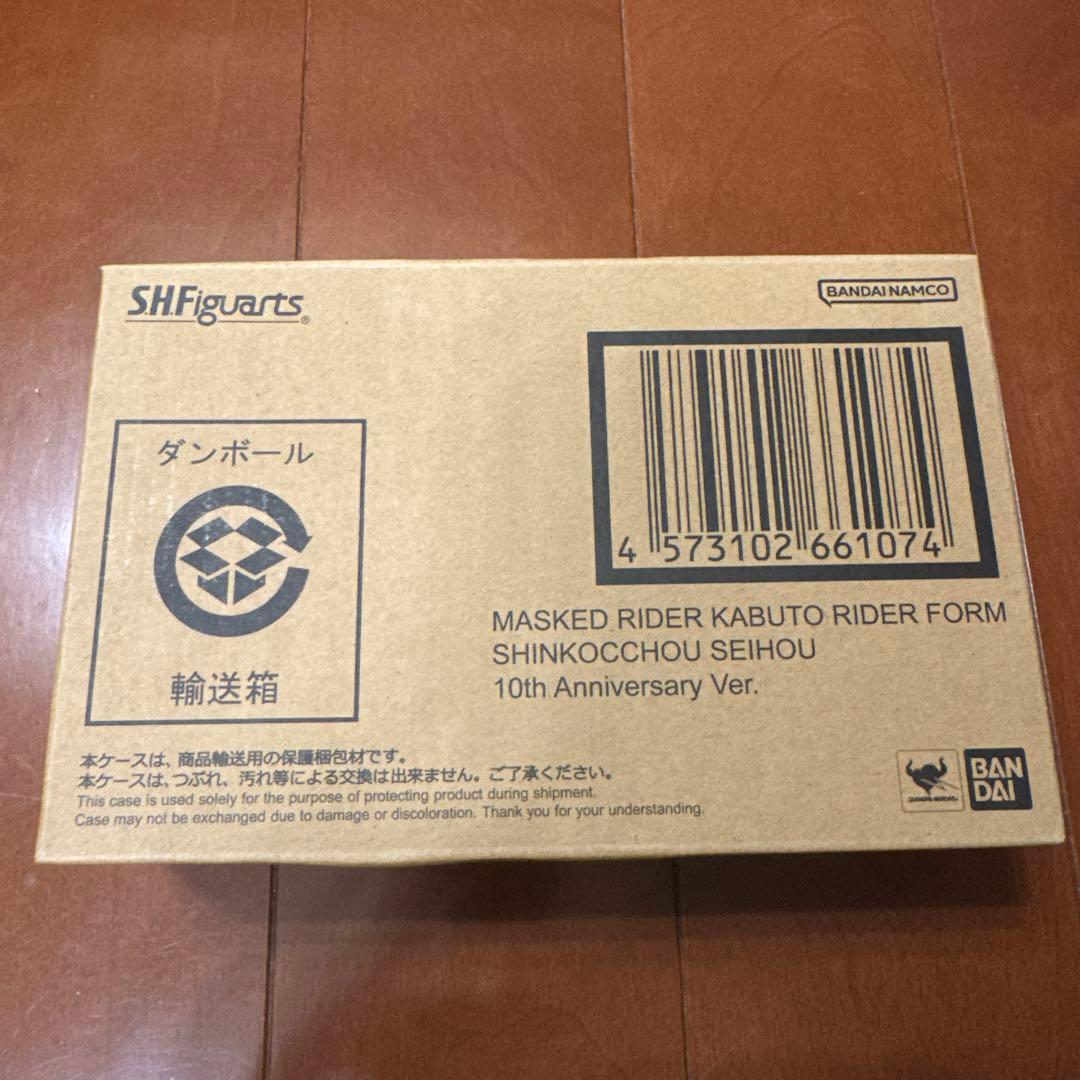 S.H.Figuarts®
BANDAI NAMCO
ダンボール
輸送箱
4 573102 661074
MASKED RIDER KABUTO RIDER FORM
SHINKOCCHOU SEIHOU
10th Anniversary Ver.
本ケースは、商品輸送用の保護梱包材です。
本ケースは、つぶれ、汚れ等による交換は出来ません。ご了承ください。
This case is used solely for the purpose of protecting product during shipment.
Case may not be exchanged due to damage or discoloration. Thank you for your understanding.
BAN
DAI